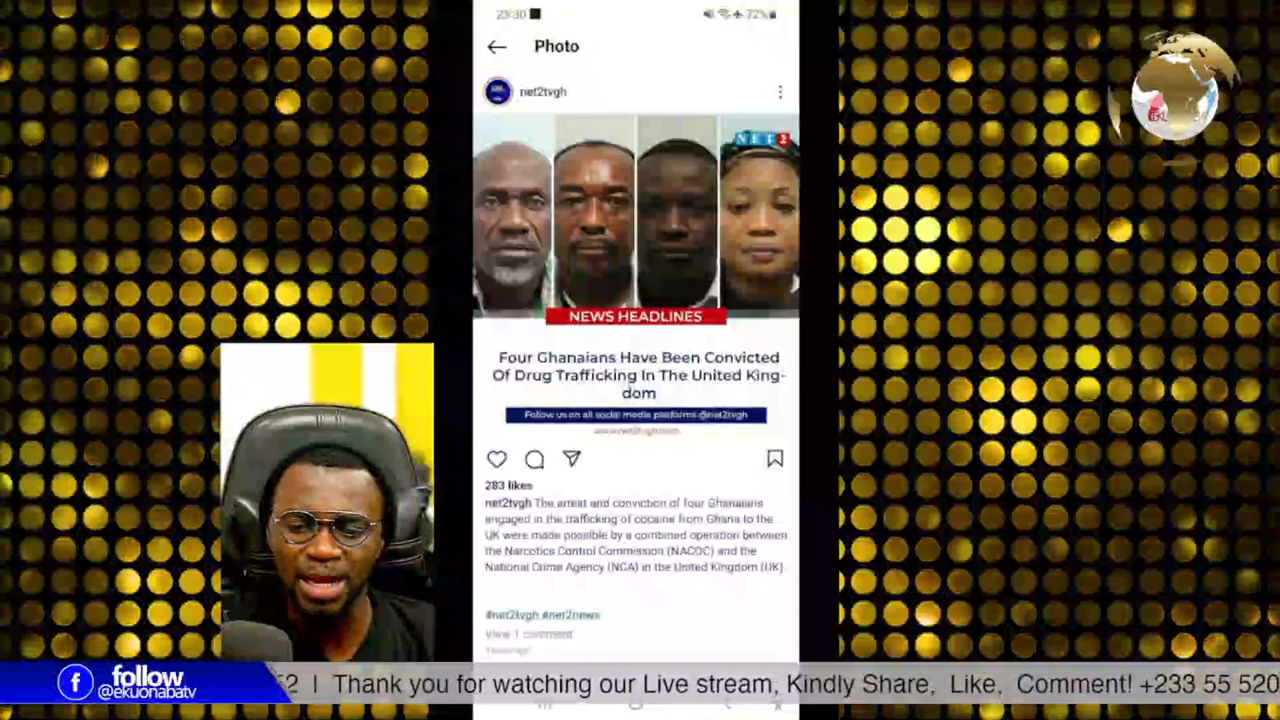 23:30
72%
Photo
net2tvgh
NET2
NEWS HEADLINES
Four Ghanaians Have Been Convicted
Of Drug Trafficking In The United King-
dom
Follow us on all social media platforms @net2tvgh
283 likes
net2tvgh The arrest and conviction of four Ghanaians
engaged in the trafficking of cocaine from Ghana to the
UK were made possible by a combined operation between
the Narcotics Control Commission (NACOC) and the
National Crime Agency (NCA) in the United Kingdom (UK).
#net2tvgh #net2news
View 1 comment
f follow
@ekuonabatv
52 | Thank you for watching our Live stream, Kindly Share, Like, Comment! +233 55 520